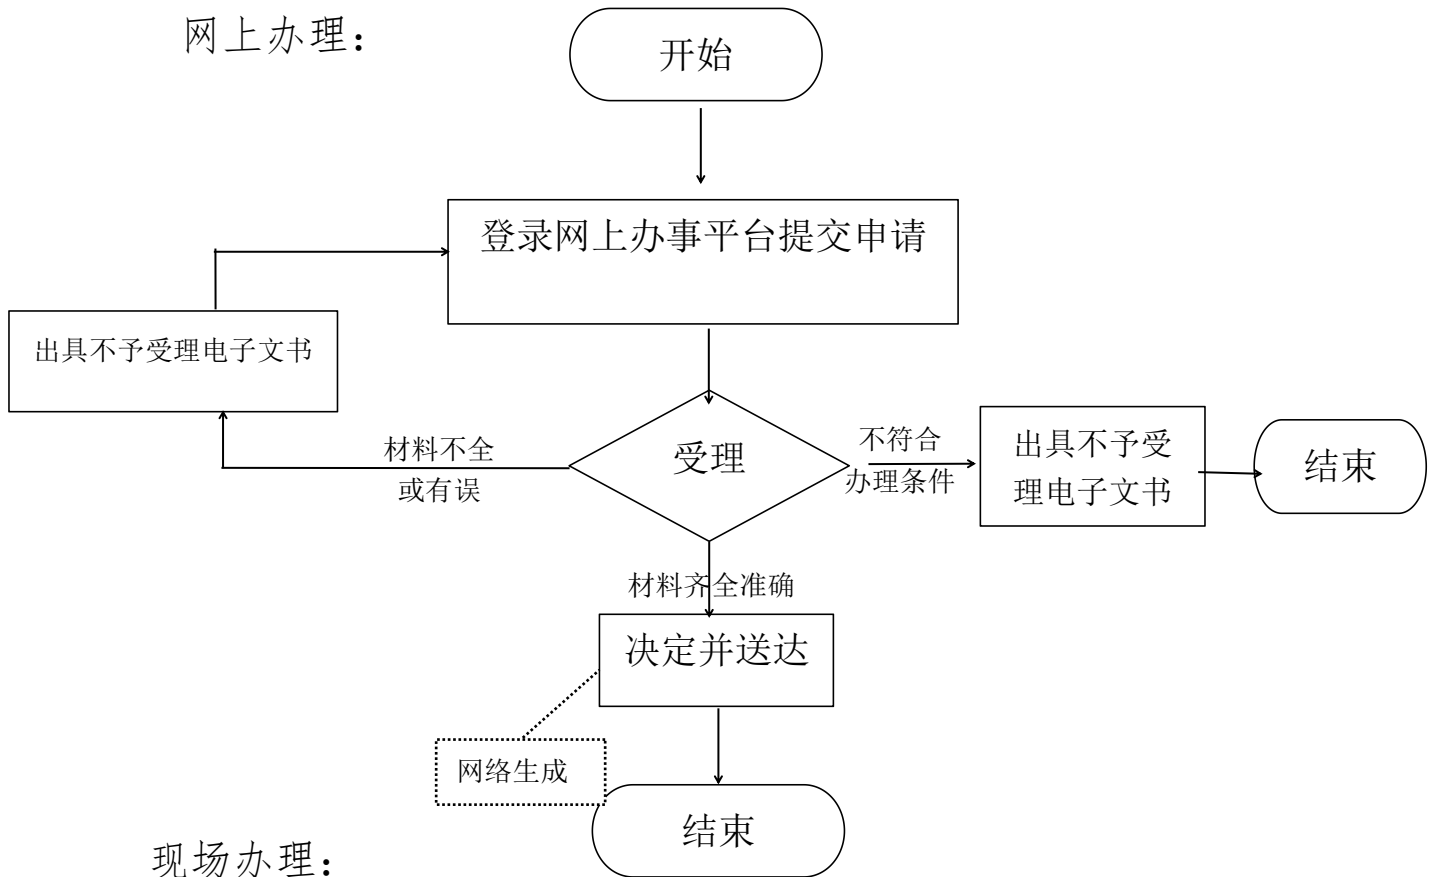 网上办理：
开始
登录网上办事平台提交申请
出具不予受理电子文书
材料不全
或有误
受理
不符合
办理条件
出具不予受
理电子文书
结束
材料齐全准确
决定并送达
网络生成
结束
现场办理：